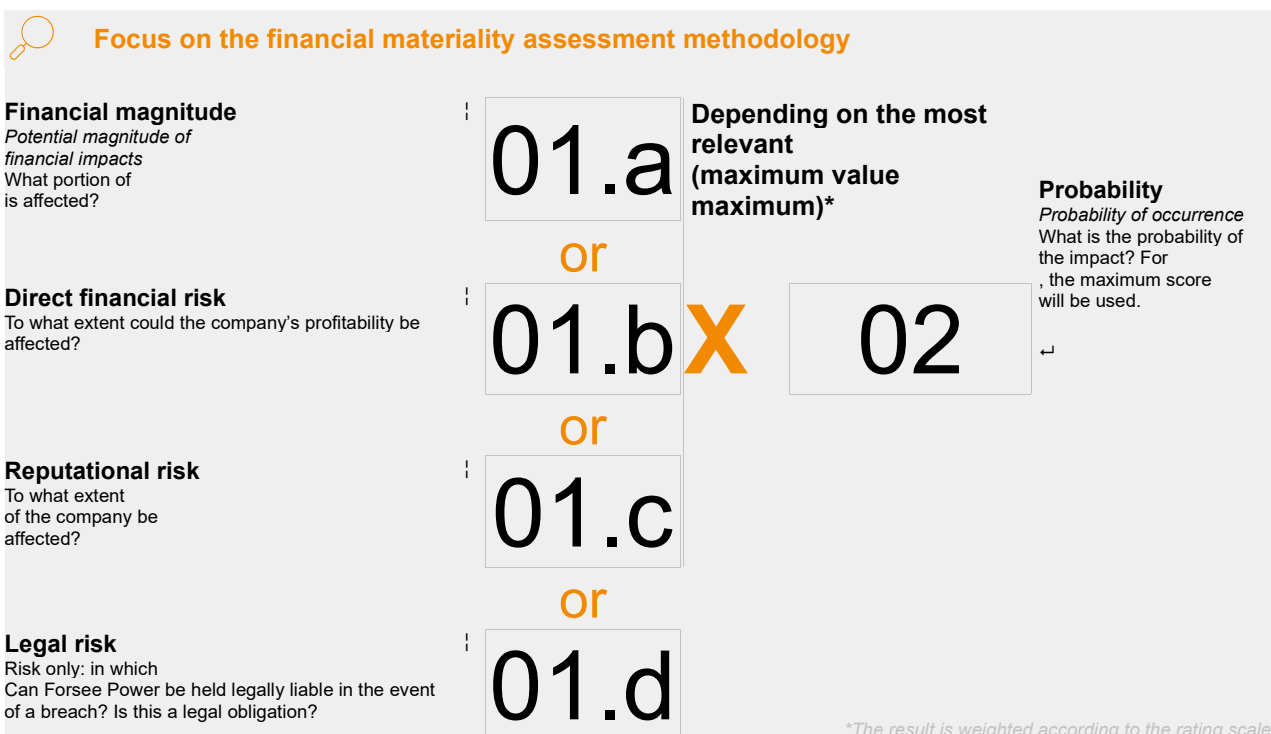 Focus on the financial materiality assessment methodology
Financial magnitude
Potential magnitude of
financial impacts
What portion of
is affected?
01.a
Depending on the most
relevant
(maximum value
maximum)*
or
Direct financial risk
To what extent could the company’s profitability be
affected?
01.b
X
02
Probability
Probability of occurrence
What is the probability of
the impact? For
, the maximum score
will be used.
↵
or
Reputational risk
To what extent
of the company be
affected?
01.c
or
Legal risk
Risk only: in which
Can Forsee Power be held legally liable in the event
of a breach? Is this a legal obligation?
01.d
*The result is weighted according to the rating scale